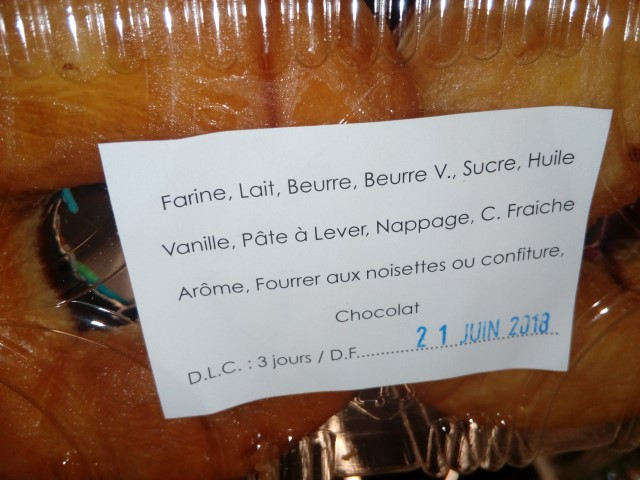 Farine, Lait, Beurre, Beurre V., Sucre, Huile
Vanille, Pâte à Lever, Nappage, C. Fraiche
Arôme, Fourrer aux noisettes ou confiture,
Chocolat
D.L.C. : 3 jours / D.F.................... 21 JUIN 2018